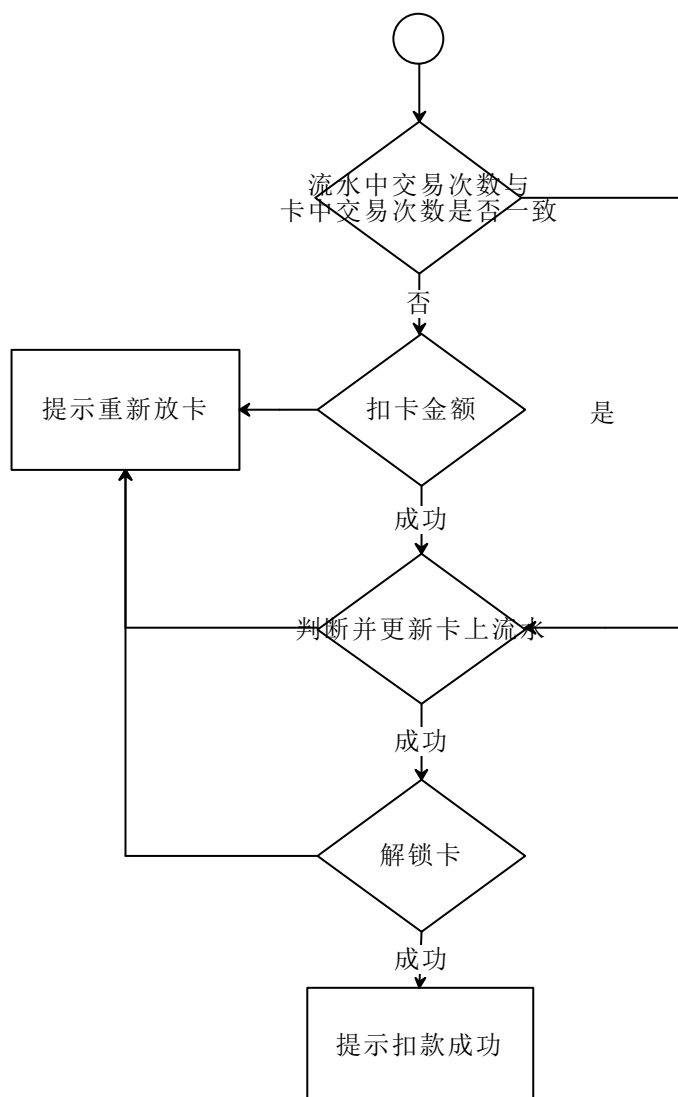 流水中交易次数与
卡中交易次数是否一致
否
提示重新放卡
扣卡金额
是
成功
判断并更新卡上流水
成功
解锁卡
成功
提示扣款成功